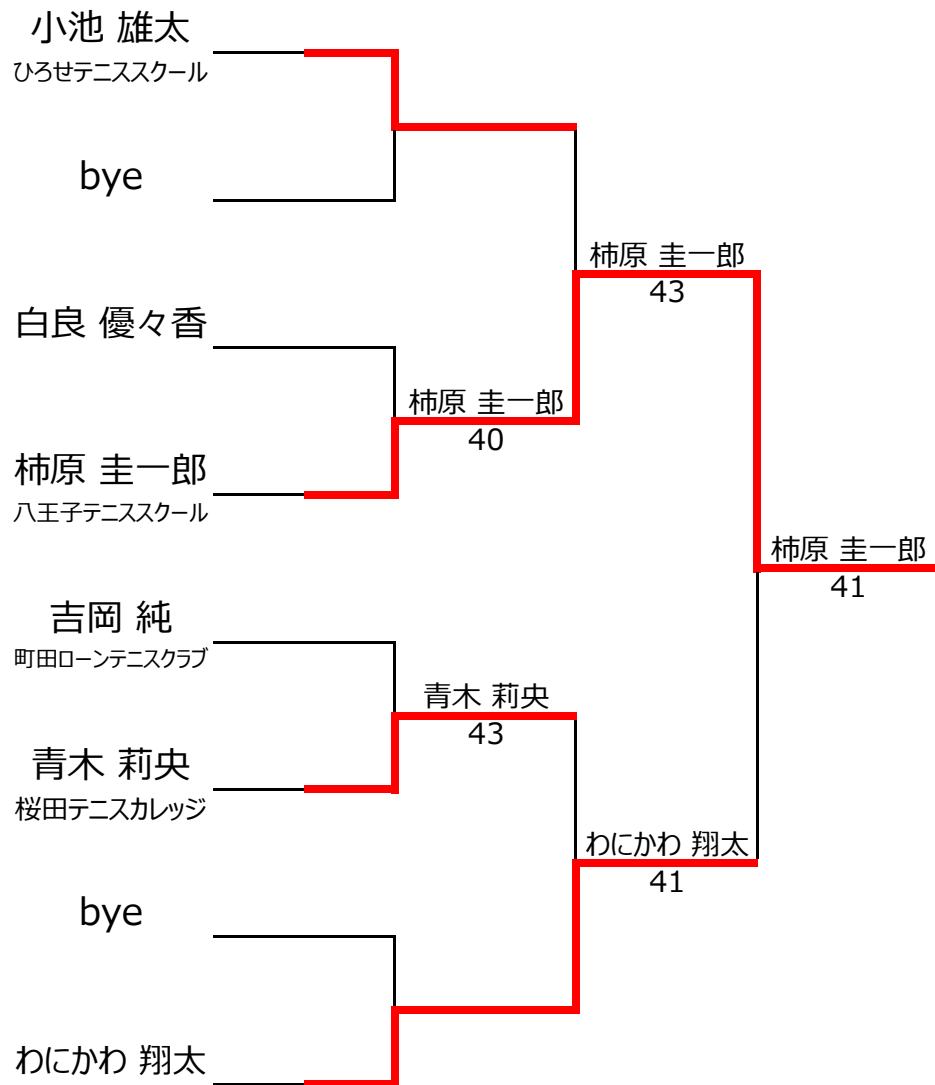 小池 雄太
ひろせテニススクール
bye
白良 優々香
柿原 圭一郎
八王子テニススクール
吉岡 純
町田ローンテニスクラブ
青木 莉央
桜田テニスカレッジ
bye
わにかわ 翔太
柿原 圭一郎
40
青木 莉央
43
柿原 圭一郎
43
わにかわ 翔太
41
柿原 圭一郎
41